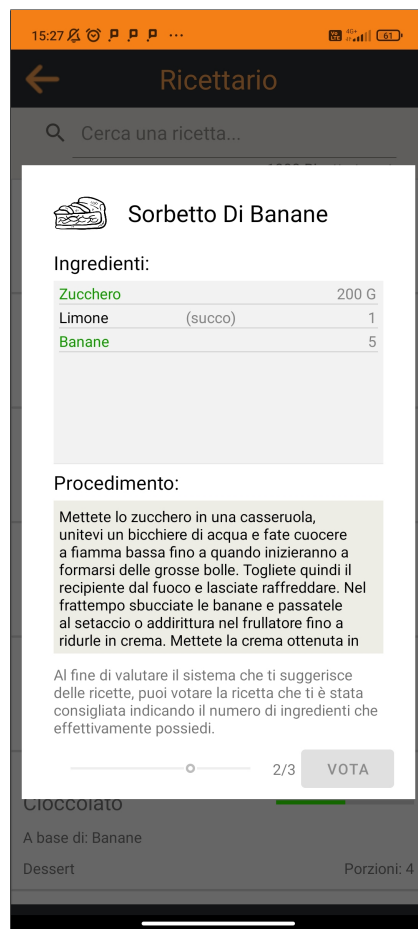 15:27
61
Ricettario
Cerca una ricetta...
Sorbetto Di Banane
Ingredienti:
Zucchero 200 G
Limone (succo) 1
Banane 5
Procedimento:
Mettete lo zucchero in una casseruola,
unitevi un bicchiere di acqua e fate cuocere
a fiamma bassa fino a quando inizieranno a
formarsi delle grosse bolle. Togliete quindi il
recipiente dal fuoco e lasciate raffreddare. Nel
frattempo sbucciate le banane e passatele
al setaccio o addirittura nel frullatore fino a
ridurle in crema. Mettete la crema ottenuta in
Al fine di valutare il sistema che ti suggerisce
delle ricette, puoi votare la ricetta che ti è stata
consigliata indicando il numero di ingredienti che
effettivamente possiedi.
2/3 VOTA
Cioccolato
A base di: Banane
Dessert Porzioni: 4